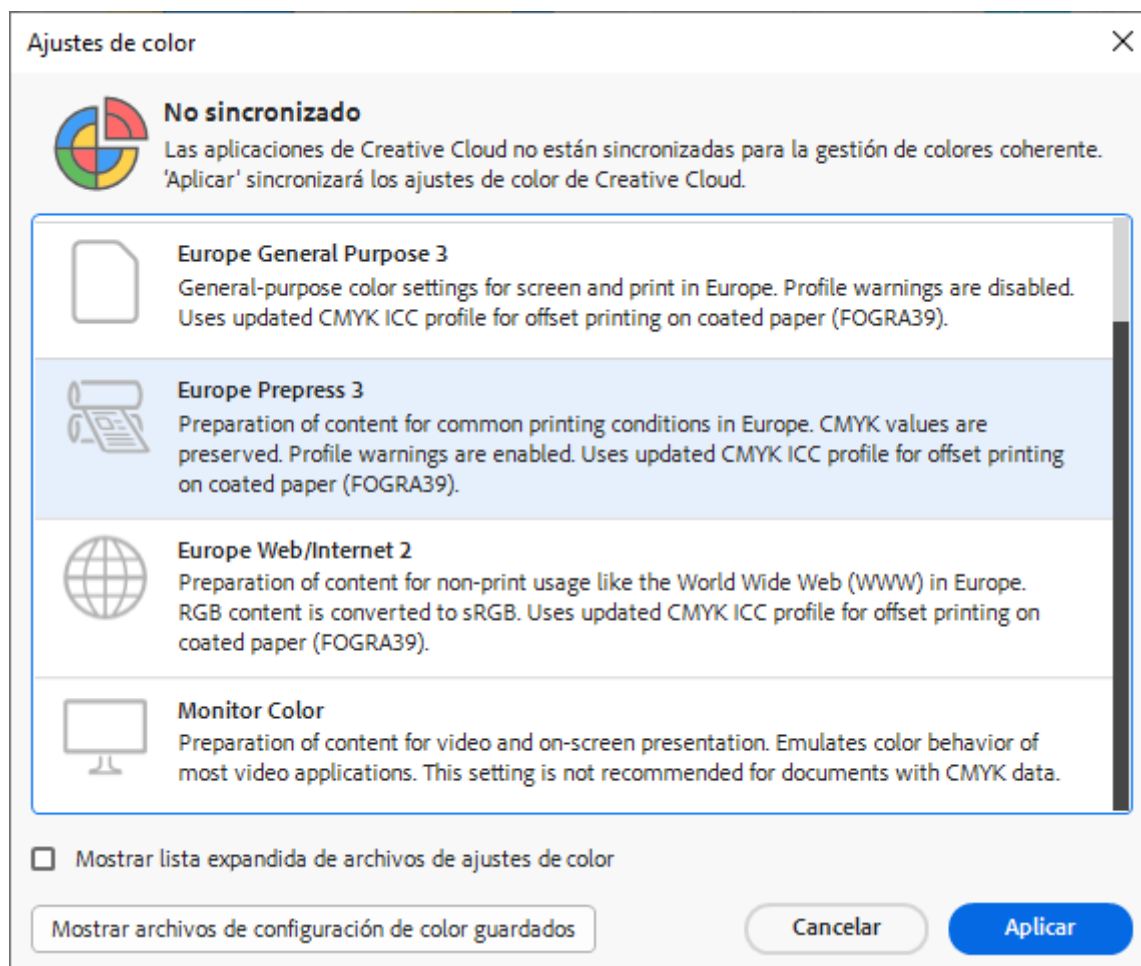 Ajustes de color
No sincronizado
Las aplicaciones de Creative Cloud no están sincronizadas para la gestión de colores coherente.
'Aplicar' sincronizará los ajustes de color de Creative Cloud.
Europe General Purpose 3
General-purpose color settings for screen and print in Europe. Profile warnings are disabled.
Uses updated CMYK ICC profile for offset printing on coated paper (FOGRA39).
Europe Prepress 3
Preparation of content for common printing conditions in Europe. CMYK values are
preserved. Profile warnings are enabled. Uses updated CMYK ICC profile for offset printing
on coated paper (FOGRA39).
Europe Web/Internet 2
Preparation of content for non-print usage like the World Wide Web (WWW) in Europe.
RGB content is converted to sRGB. Uses updated CMYK ICC profile for offset printing on
coated paper (FOGRA39).
Monitor Color
Preparation of content for video and on-screen presentation. Emulates color behavior of
most video applications. This setting is not recommended for documents with CMYK data.
Mostrar lista expandida de archivos de ajustes de color
Mostrar archivos de configuración de color guardados
Cancelar
Aplicar